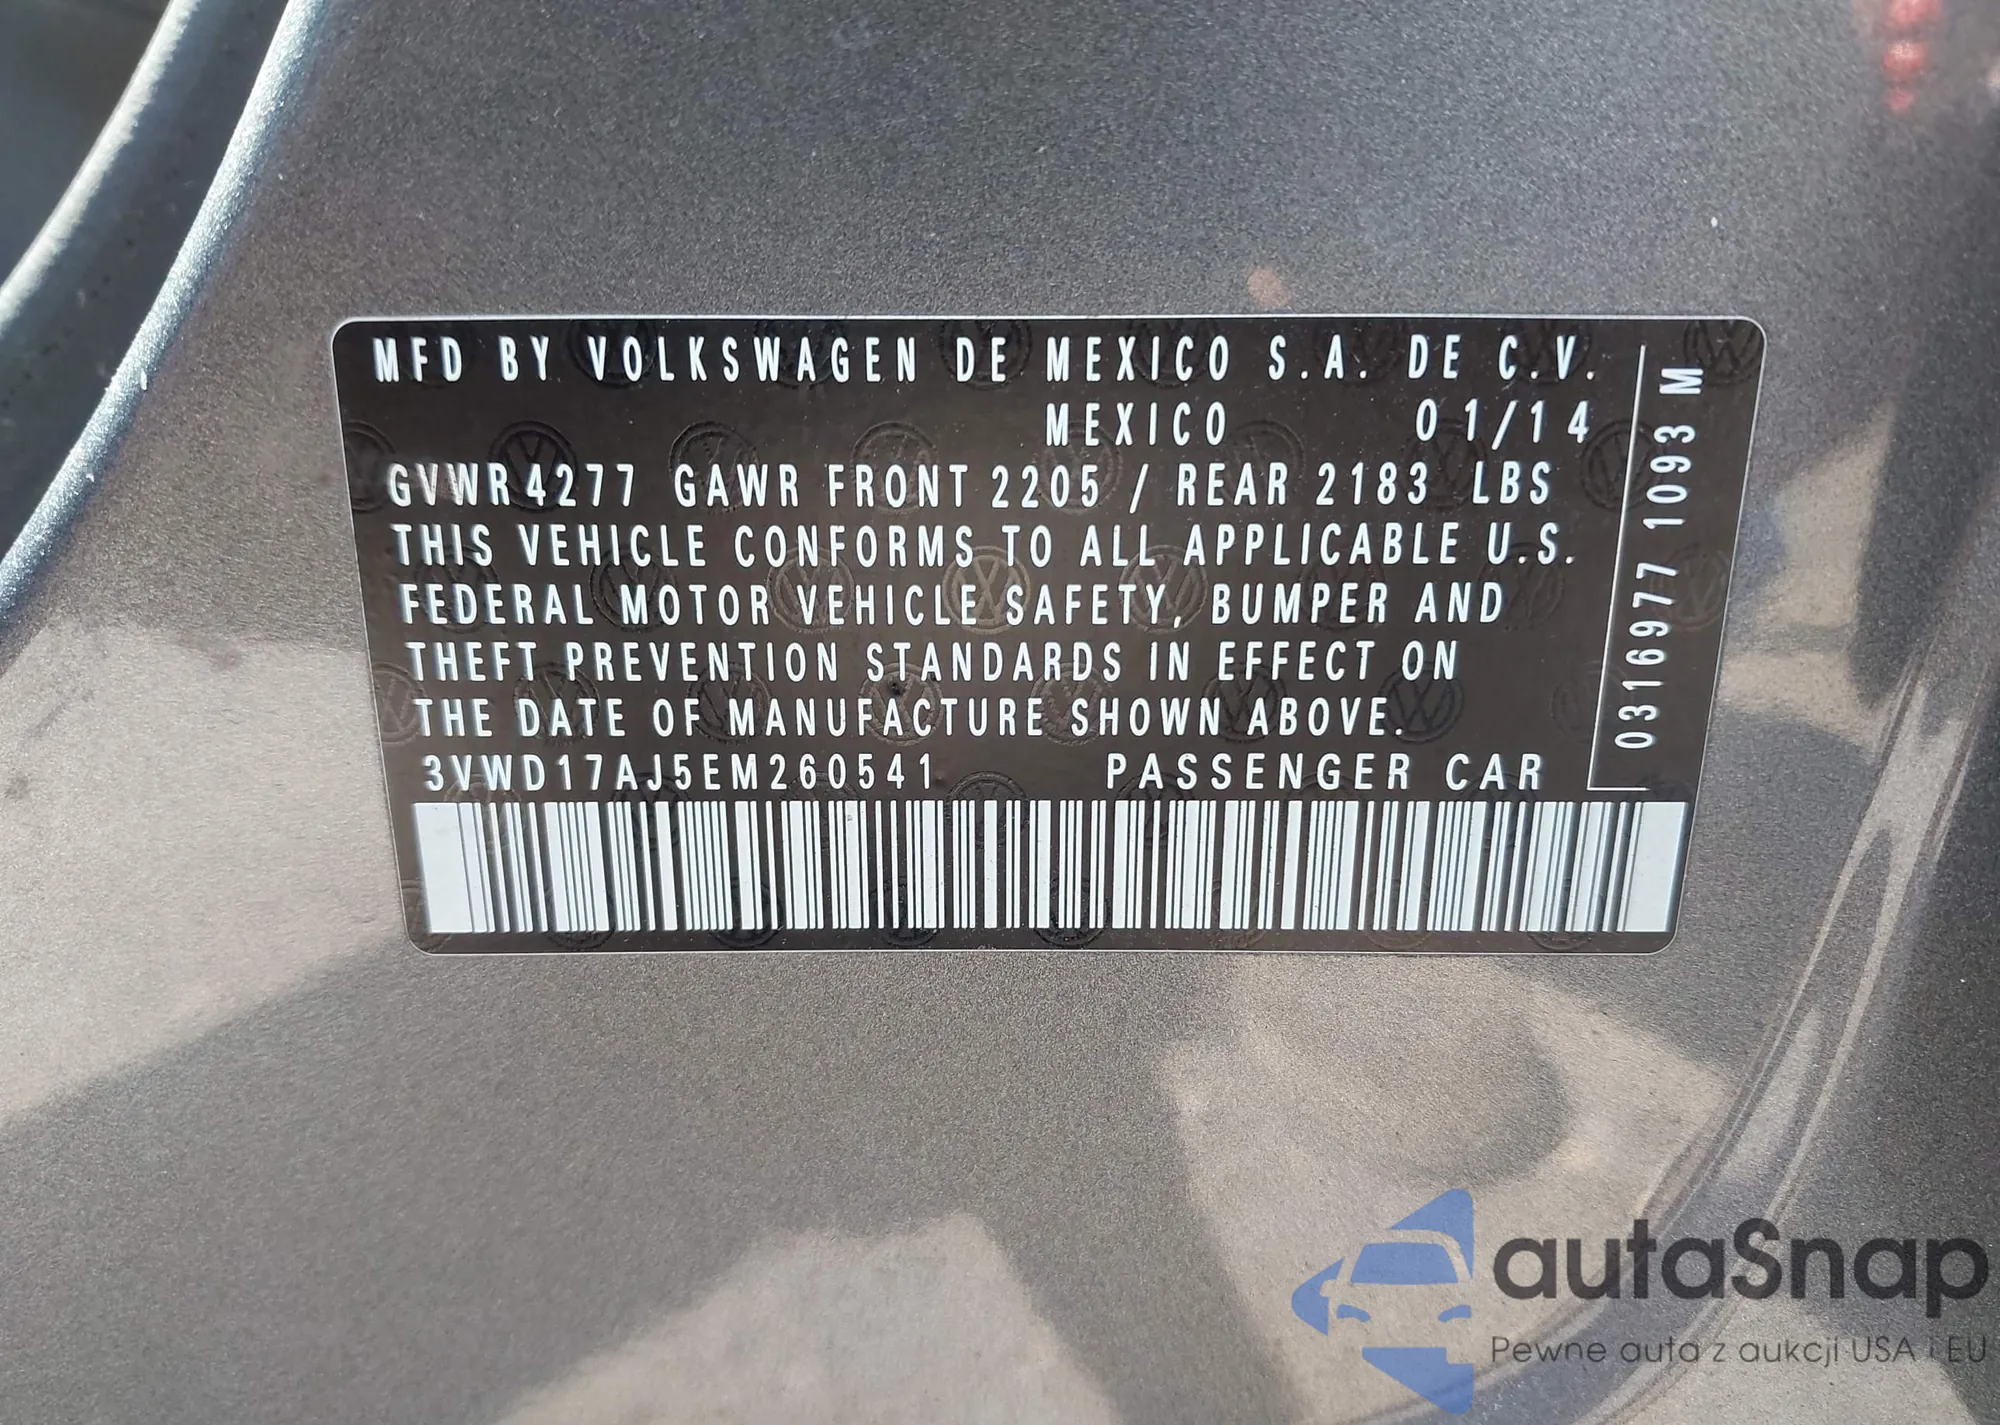 MFD BY VOLKSWAGEN DE MEXICO S.A. DE C.V.
MEXICO 01/14
GVWR 4277 GAWR FRONT 2205 / REAR 2183 LBS
THIS VEHICLE CONFORMS TO ALL APPLICABLE U.S.
FEDERAL MOTOR VEHICLE SAFETY, BUMPER AND
THEFT PREVENTION STANDARDS IN EFFECT ON
THE DATE OF MANUFACTURE SHOWN ABOVE.
3VWD17AJ5EM260541 PASSENGER CAR
0316977 1093 M
autaSnap
Pewne auta z aukcji USA i EU